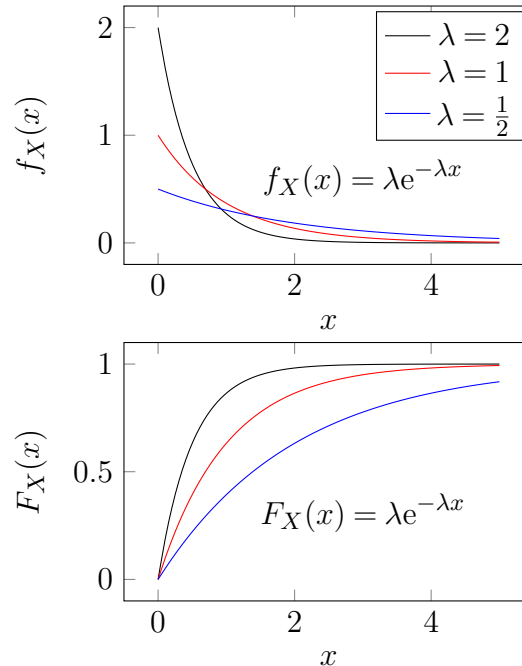 2
1
0
f_X(x)
λ = 2
λ = 1
λ = 1/2
f_X(x) = λe^{−λx}
0 2 4
x
1
0.5
0
F_X(x)
F_X(x) = λe^{−λx}
0 2 4
x